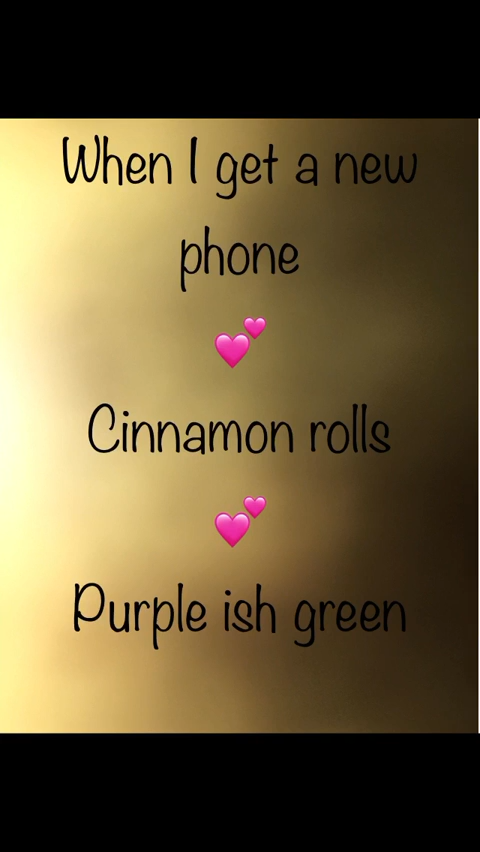 When I get a new
phone
💕
Cinnamon rolls
💕
Purple ish green